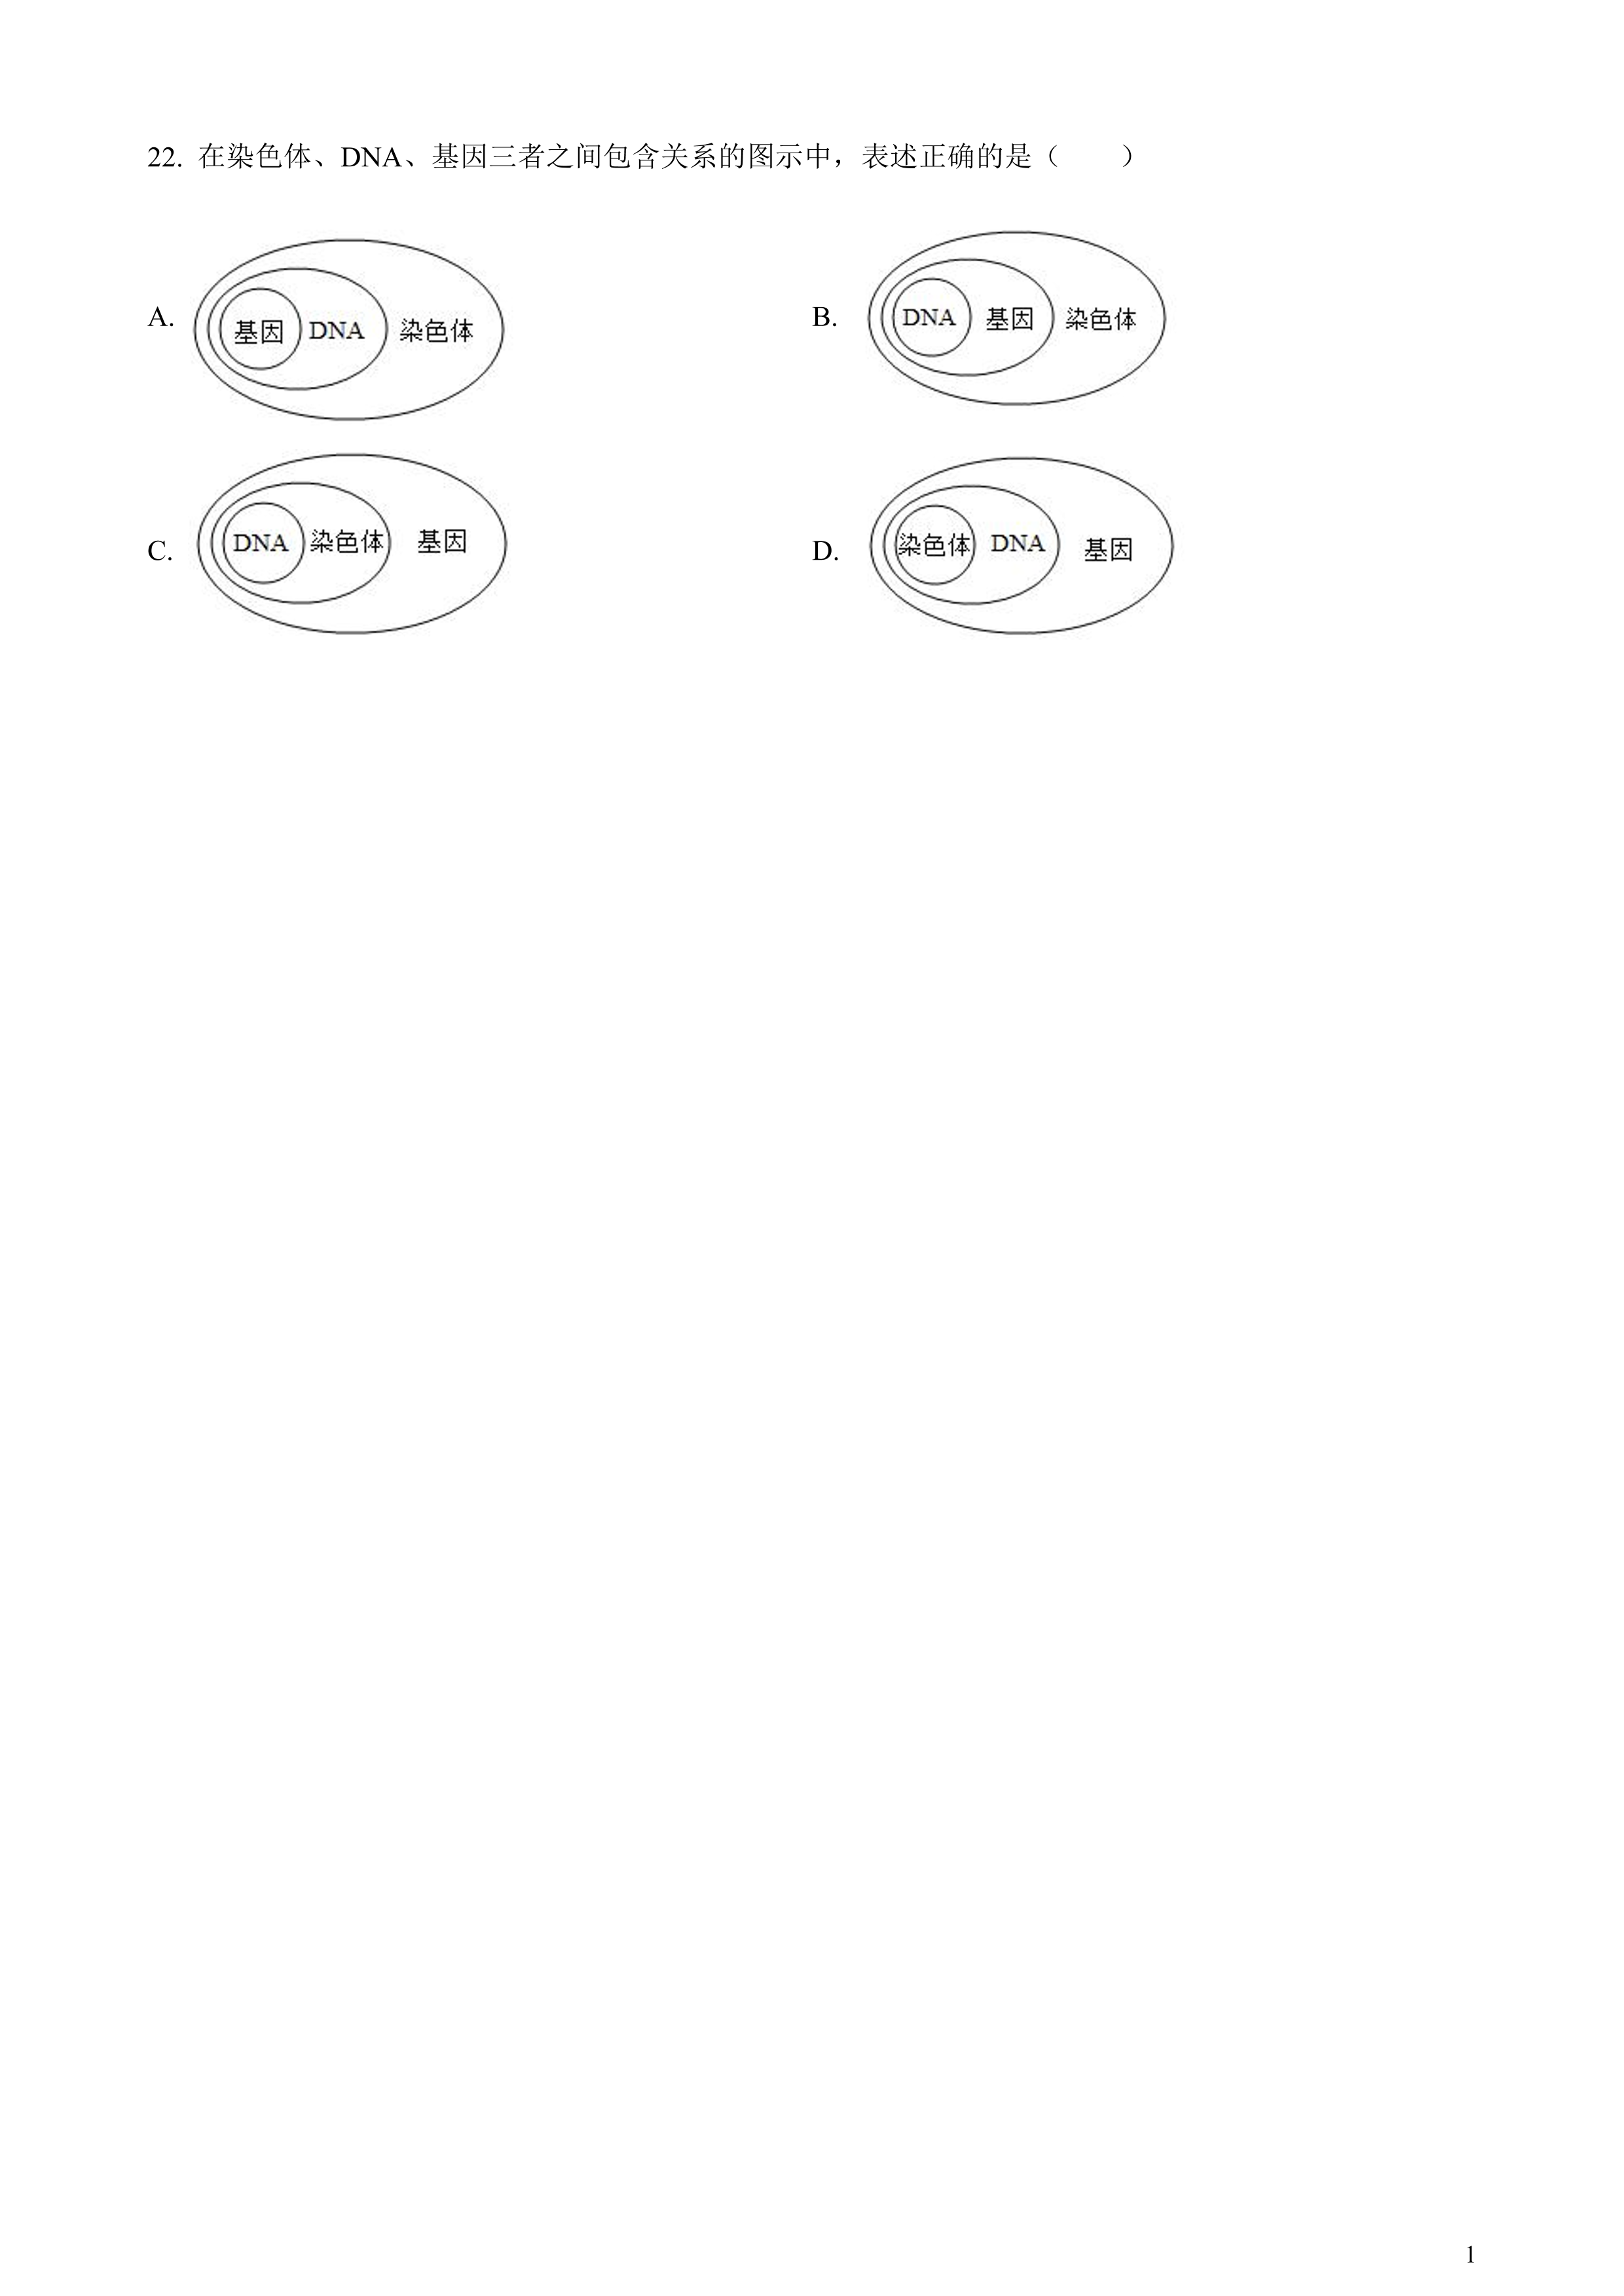 22. 在染色体、DNA、基因三者之间包含关系的图示中，表述正确的是（　　）
A. 基因 DNA 染色体
B. DNA 基因 染色体
C. DNA 染色体 基因
D. 染色体 DNA 基因
1